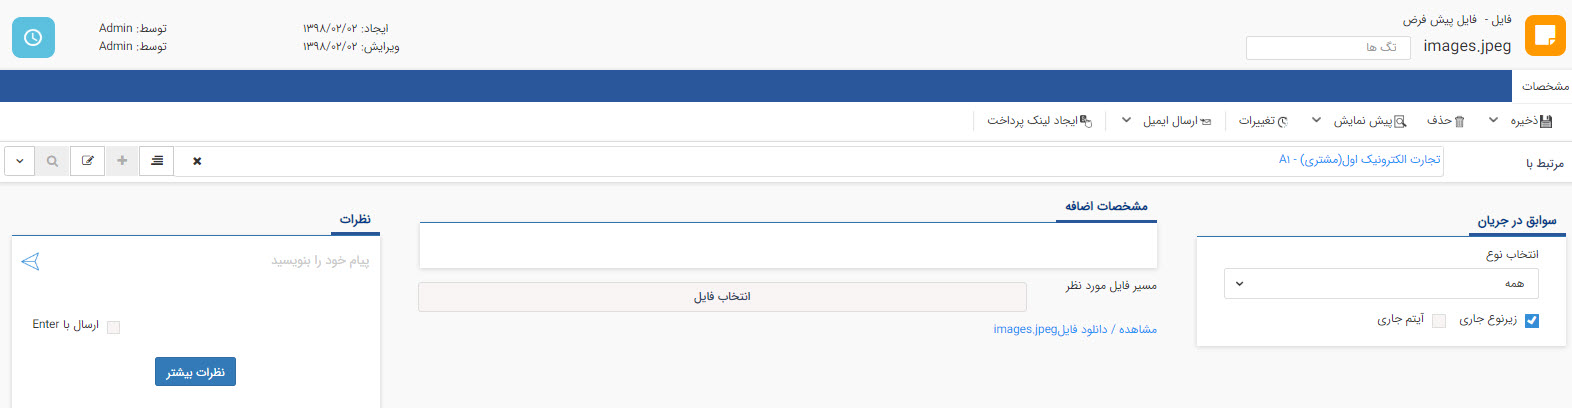 فایل - فایل پیش فرض
images.jpeg
تگ ها
ایجاد: ۱۳۹۸/۰۲/۰۲
توسط: Admin
ویرایش: ۱۳۹۸/۰۲/۰۲
توسط: Admin
مشخصات
ذخیره
حذف
پیش نمایش
تغییرات
ارسال ایمیل
ایجاد لینک پرداخت
مرتبط با
تجارت الکترونیک اول(مشتری) - A۱
سوابق در جریان
انتخاب نوع
همه
زیرنوع جاری
آیتم جاری
مشخصات اضافه
مسیر فایل مورد نظر
انتخاب فایل
مشاهده / دانلود فایلimages.jpeg
نظرات
پیام خود را بنویسید
ارسال با Enter
نظرات بیشتر